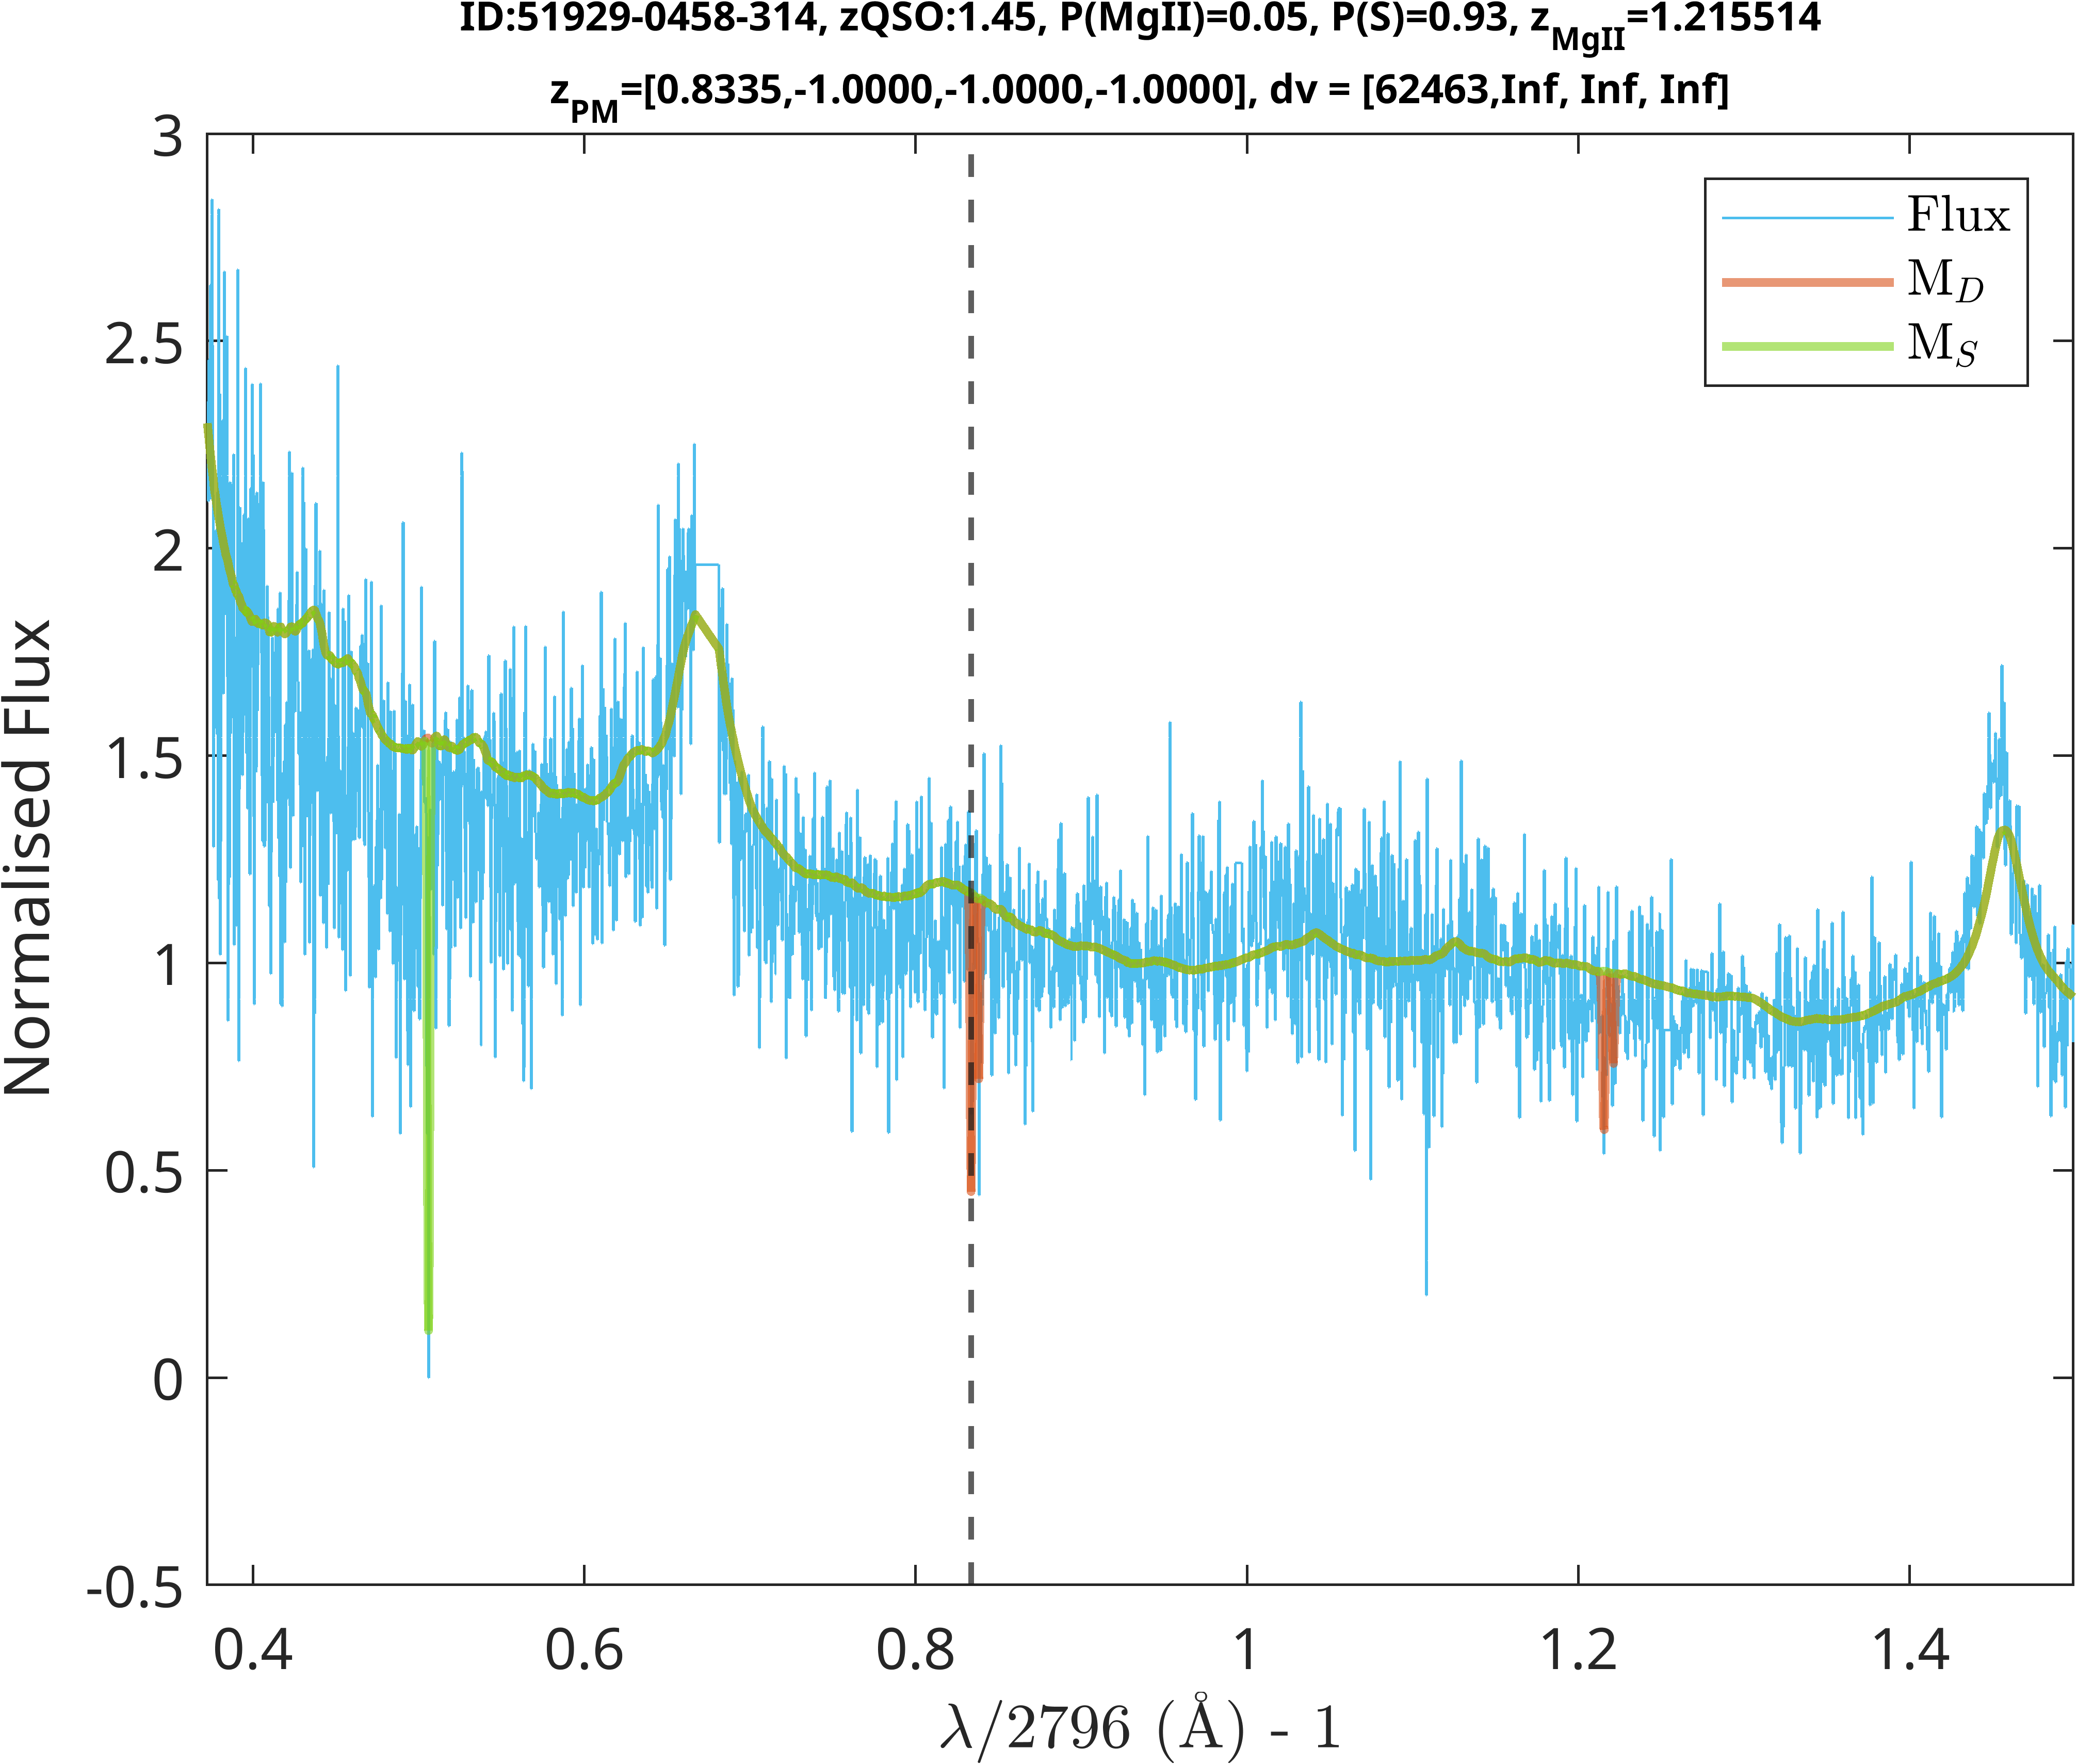 ID:51929-0458-314, zQSO:1.45, P(MgII)=0.05, P(S)=0.93, zMgII=1.215514
zPM=[0.8335,-1.0000,-1.0000,-1.0000], dv = [62463,Inf, Inf, Inf]
3
2.5
2
1.5
1
0.5
0
-0.5
Normalised Flux
Flux
MD
MS
0.4 0.6 0.8 1 1.2 1.4
λ/2796 (Å) - 1